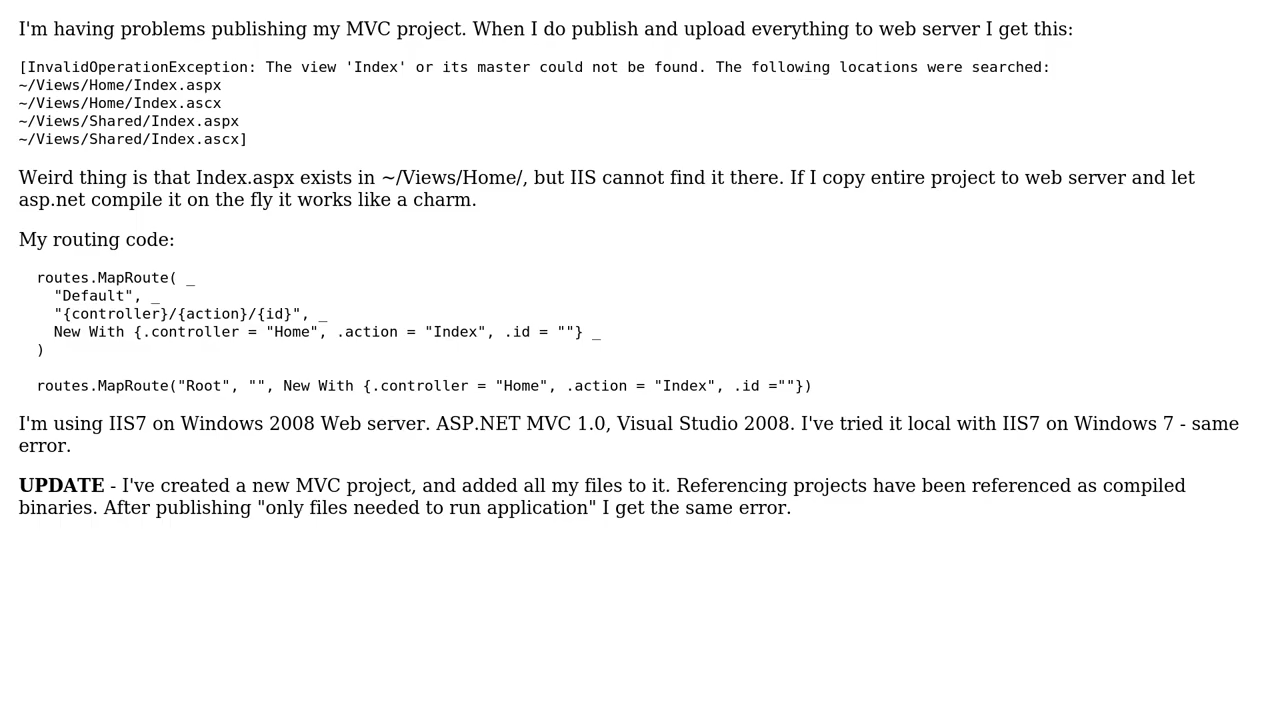 I'm having problems publishing my MVC project. When I do publish and upload everything to web server I get this:
[InvalidOperationException: The view 'Index' or its master could not be found. The following locations were searched:
~/Views/Home/Index.aspx
~/Views/Home/Index.ascx
~/Views/Shared/Index.aspx
~/Views/Shared/Index.ascx]
Weird thing is that Index.aspx exists in ~/Views/Home/, but IIS cannot find it there. If I copy entire project to web server and let
asp.net compile it on the fly it works like a charm.
My routing code:
routes.MapRoute( _
"Default", _
"{controller}/{action}/{id}", _
New With {.controller = "Home", .action = "Index", .id = ""} _
)
routes.MapRoute("Root", "", New With {.controller = "Home", .action = "Index", .id =""})
I'm using IIS7 on Windows 2008 Web server. ASP.NET MVC 1.0, Visual Studio 2008. I've tried it local with IIS7 on Windows 7 - same
error.
UPDATE - I've created a new MVC project, and added all my files to it. Referencing projects have been referenced as compiled
binaries. After publishing "only files needed to run application" I get the same error.